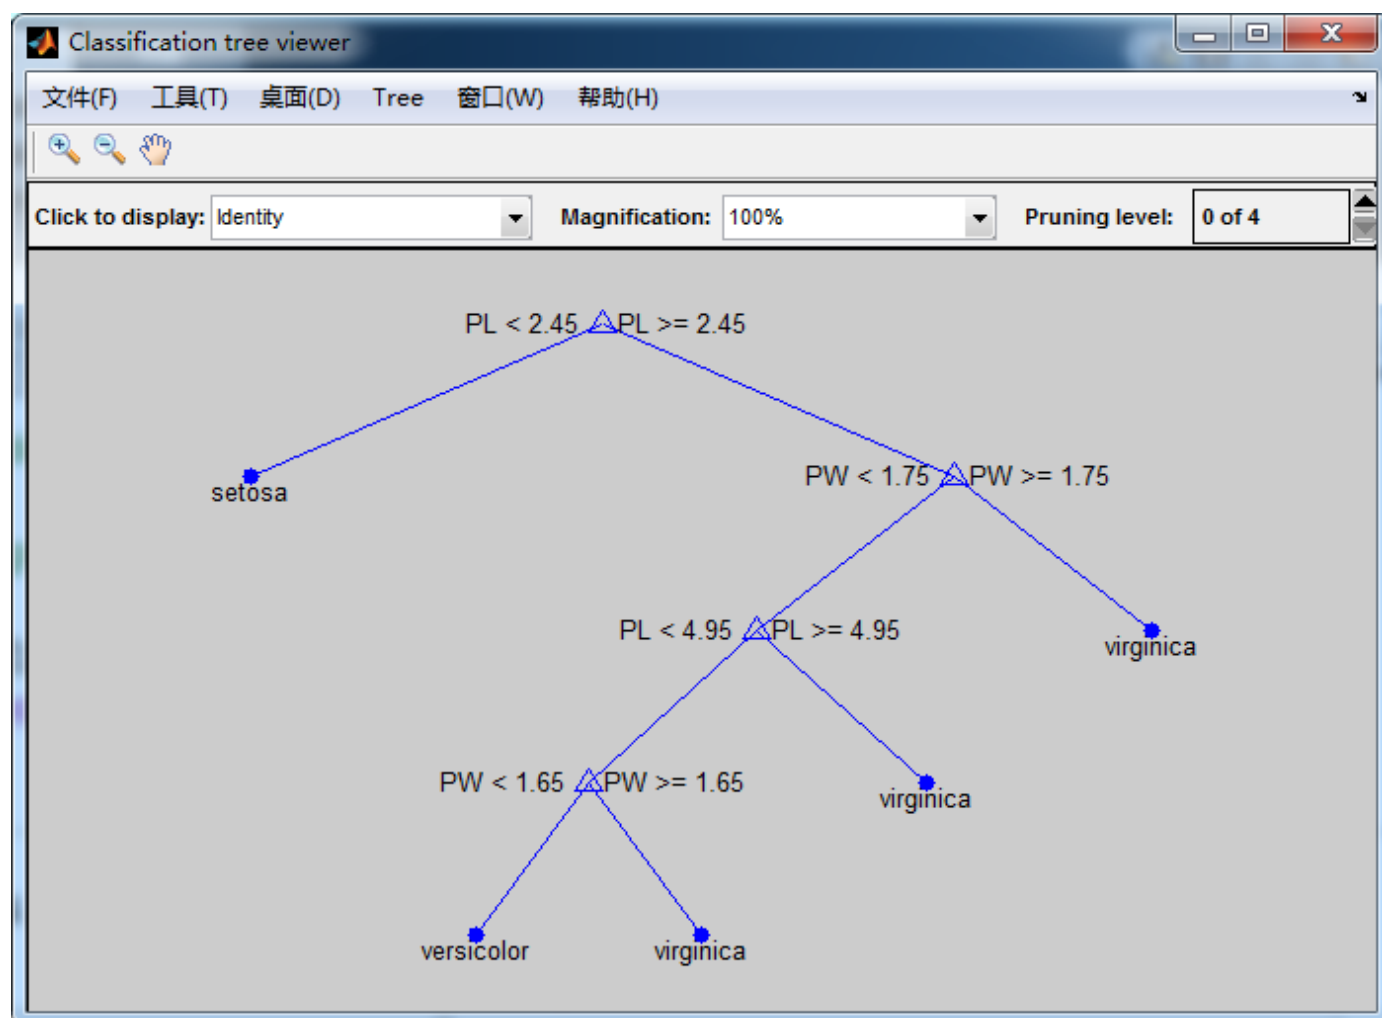 Classification tree viewer
文件(F) 工具(T) 桌面(D) Tree 窗口(W) 帮助(H)
Click to display: Identity Magnification: 100% Pruning level: 0 of 4
PL < 2.45 PL >= 2.45
setosa
PW < 1.75 PW >= 1.75
PL < 4.95 PL >= 4.95
virginica
PW < 1.65 PW >= 1.65
virginica
versicolor virginica